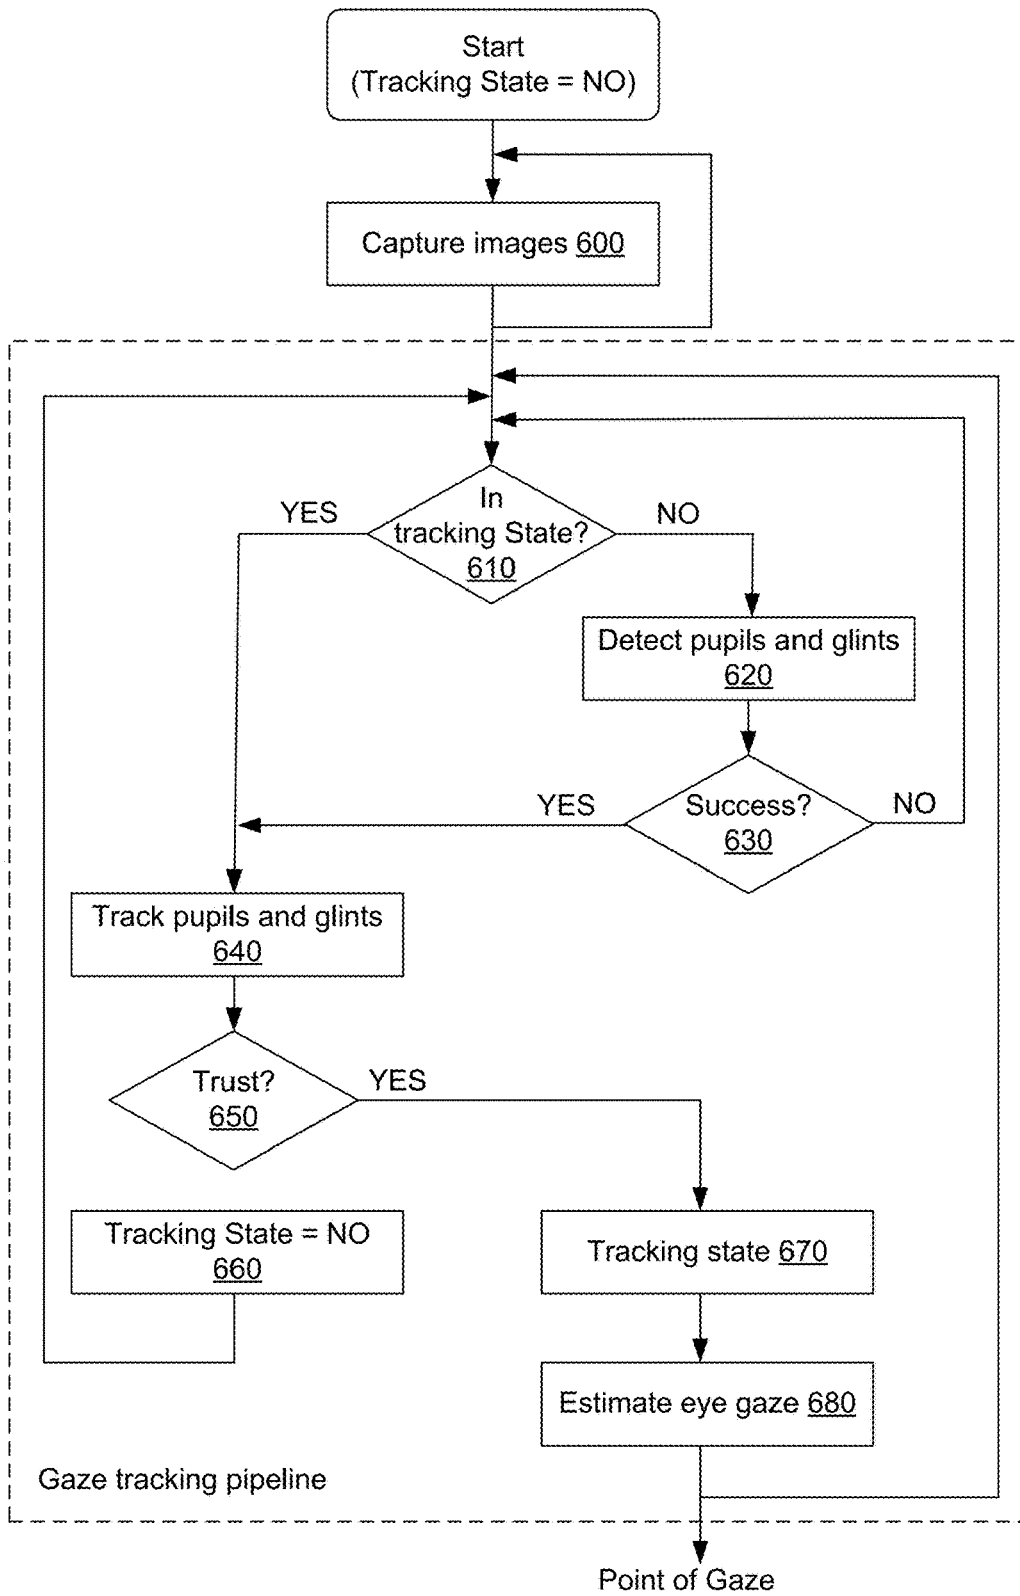 Start
(Tracking State = NO)
Capture images 600
In
tracking State?
610
YES
NO
Detect pupils and glints
620
Success?
630
YES
NO
Track pupils and glints
640
Trust?
650
YES
Tracking State = NO
660
Tracking state 670
Estimate eye gaze 680
Gaze tracking pipeline
Point of Gaze